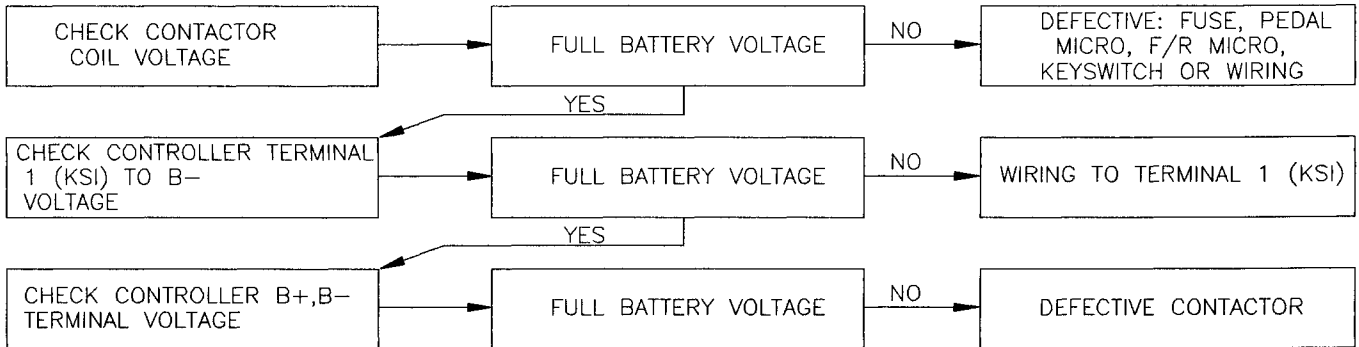 CHECK CONTACTOR
COIL VOLTAGE
FULL BATTERY VOLTAGE
NO
DEFECTIVE: FUSE, PEDAL
MICRO, F/R MICRO,
KEYSWITCH OR WIRING
YES
CHECK CONTROLLER TERMINAL
1 (KSI) TO B-
VOLTAGE
FULL BATTERY VOLTAGE
NO
WIRING TO TERMINAL 1 (KSI)
YES
CHECK CONTROLLER B+,B-
TERMINAL VOLTAGE
FULL BATTERY VOLTAGE
NO
DEFECTIVE CONTACTOR